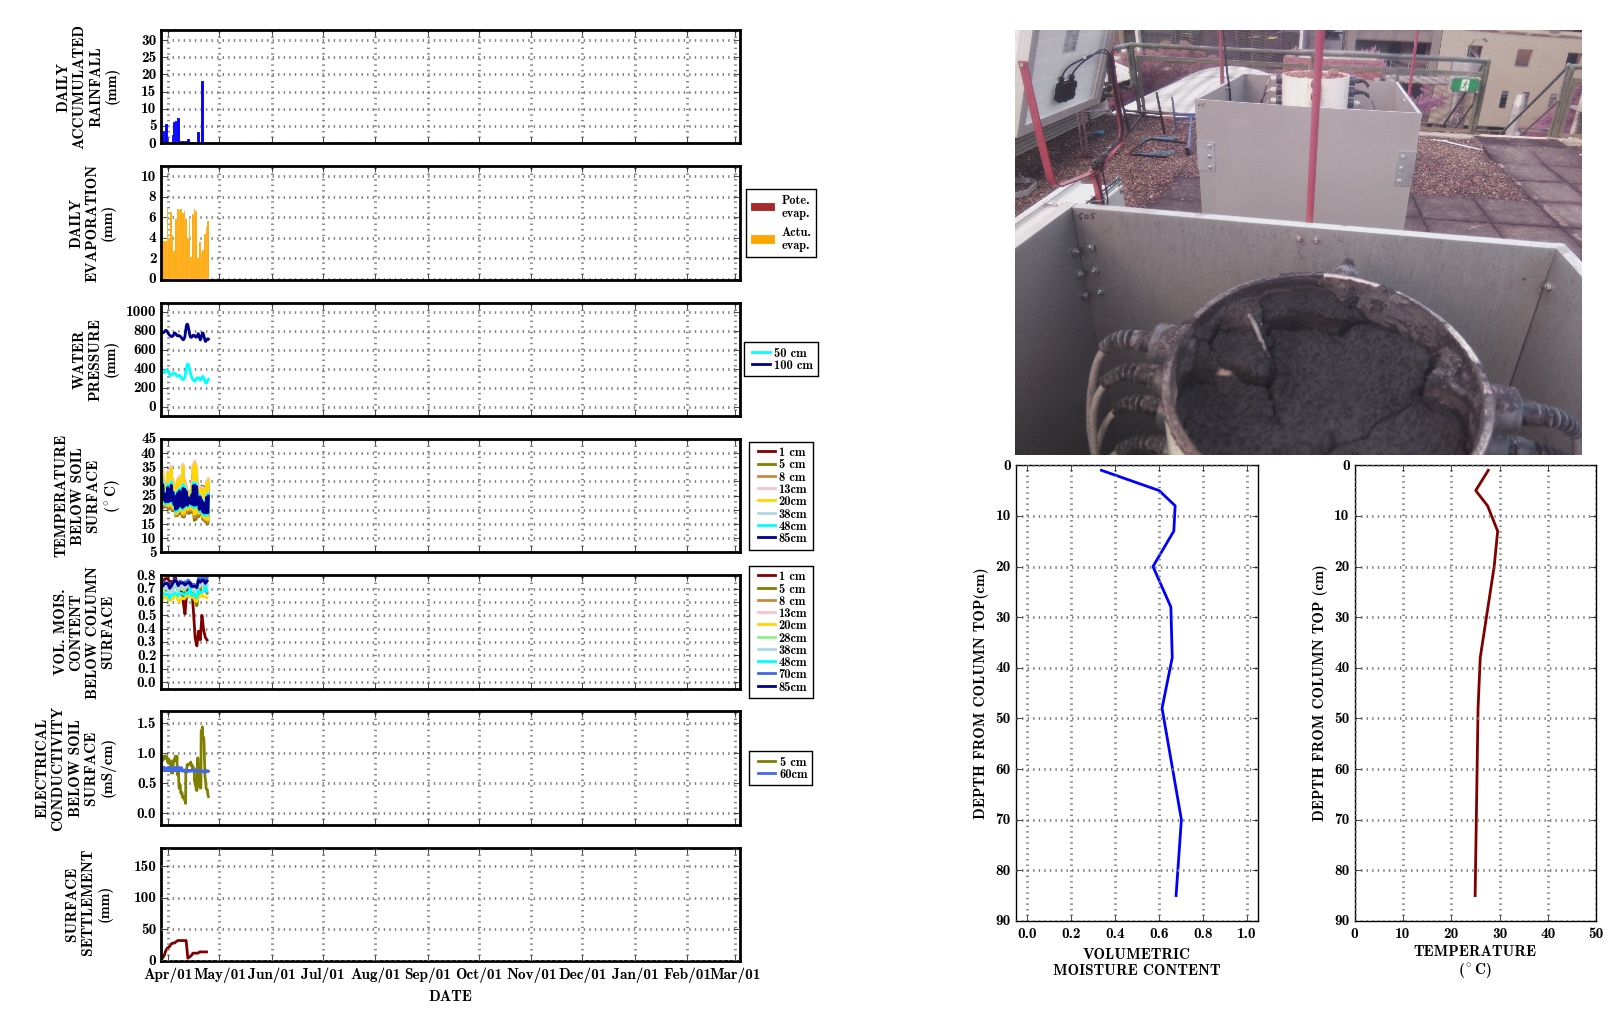 DAILY
ACCUMULATED
RAINFALL
(mm)
30
25
20
15
10
5
0
DAILY
EVAPORATION
(mm)
10
8
6
4
2
0
Pote.
evap.
Actu.
evap.
WATER
PRESSURE
(mm)
1000
800
600
400
200
0
50 cm
100 cm
TEMPERATURE
BELOW SOIL
SURFACE
(°C)
45
40
35
30
25
20
15
10
5
1 cm
5 cm
8 cm
13cm
20cm
38cm
48cm
85cm
VOL. MOIS.
CONTENT
BELOW COLUMN
SURFACE
0.8
0.7
0.6
0.5
0.4
0.3
0.2
0.1
0.0
1 cm
5 cm
8 cm
13cm
20cm
28cm
38cm
48cm
70cm
85cm
ELECTRICAL
CONDUCTIVITY
BELOW SOIL
SURFACE
(mS/cm)
1.5
1.0
0.5
0.0
5 cm
60cm
SURFACE
SETTLEMENT
(mm)
150
100
50
0
Apr/01 May/01 Jun/01 Jul/01 Aug/01 Sep/01 Oct/01 Nov/01 Dec/01 Jan/01 Feb/01 Mar/01
DATE
DEPTH FROM COLUMN TOP(cm)
0
10
20
30
40
50
60
70
80
90
0.0 0.2 0.4 0.6 0.8 1.0
VOLUMETRIC
MOISTURE CONTENT
DEPTH FROM COLUMN TOP (cm)
0
10
20
30
40
50
60
70
80
90
0 10 20 30 40 50
TEMPERATURE
(°C)